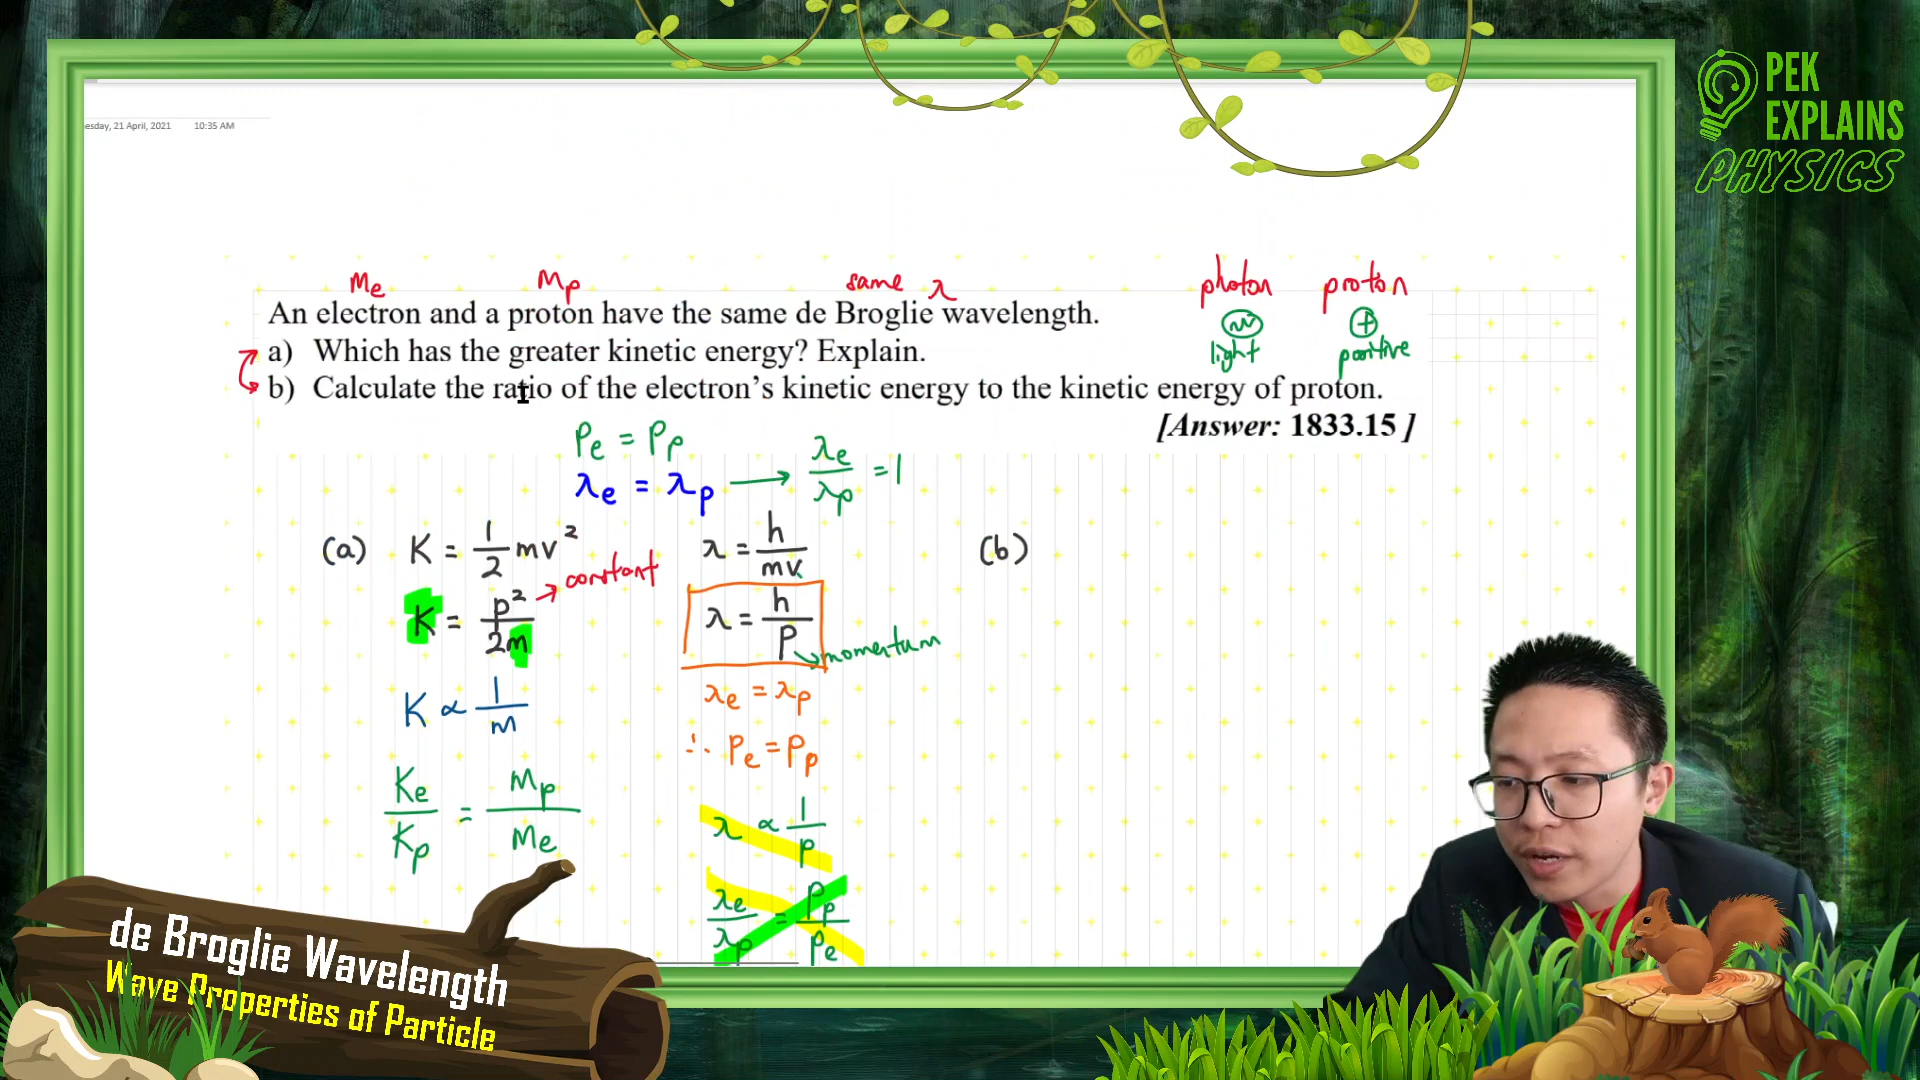 PEK
EXPLAINS
PHYSICS
esday, 21 April, 2021 10:35 AM
Me Mp same λ
photon proton
An electron and a proton have the same de Broglie wavelength.
light positive
a) Which has the greater kinetic energy? Explain.
b) Calculate the ratio of the electron's kinetic energy to the kinetic energy of proton.
[Answer: 1833.15 ]
Pe = Pp
λe = λp → λe/λp = 1
(a) K = 1/2 mv²
K = p²/2m → constant
K ∝ 1/m
Ke/Kp = Mp/Me
λ = h/mv
λ = h/P
momentum
λe = λp
∴ Pe = Pp
λ ∝ 1/p
λe/λp = Pp/Pe
(b)
de Broglie Wavelength
Wave Properties of Particle